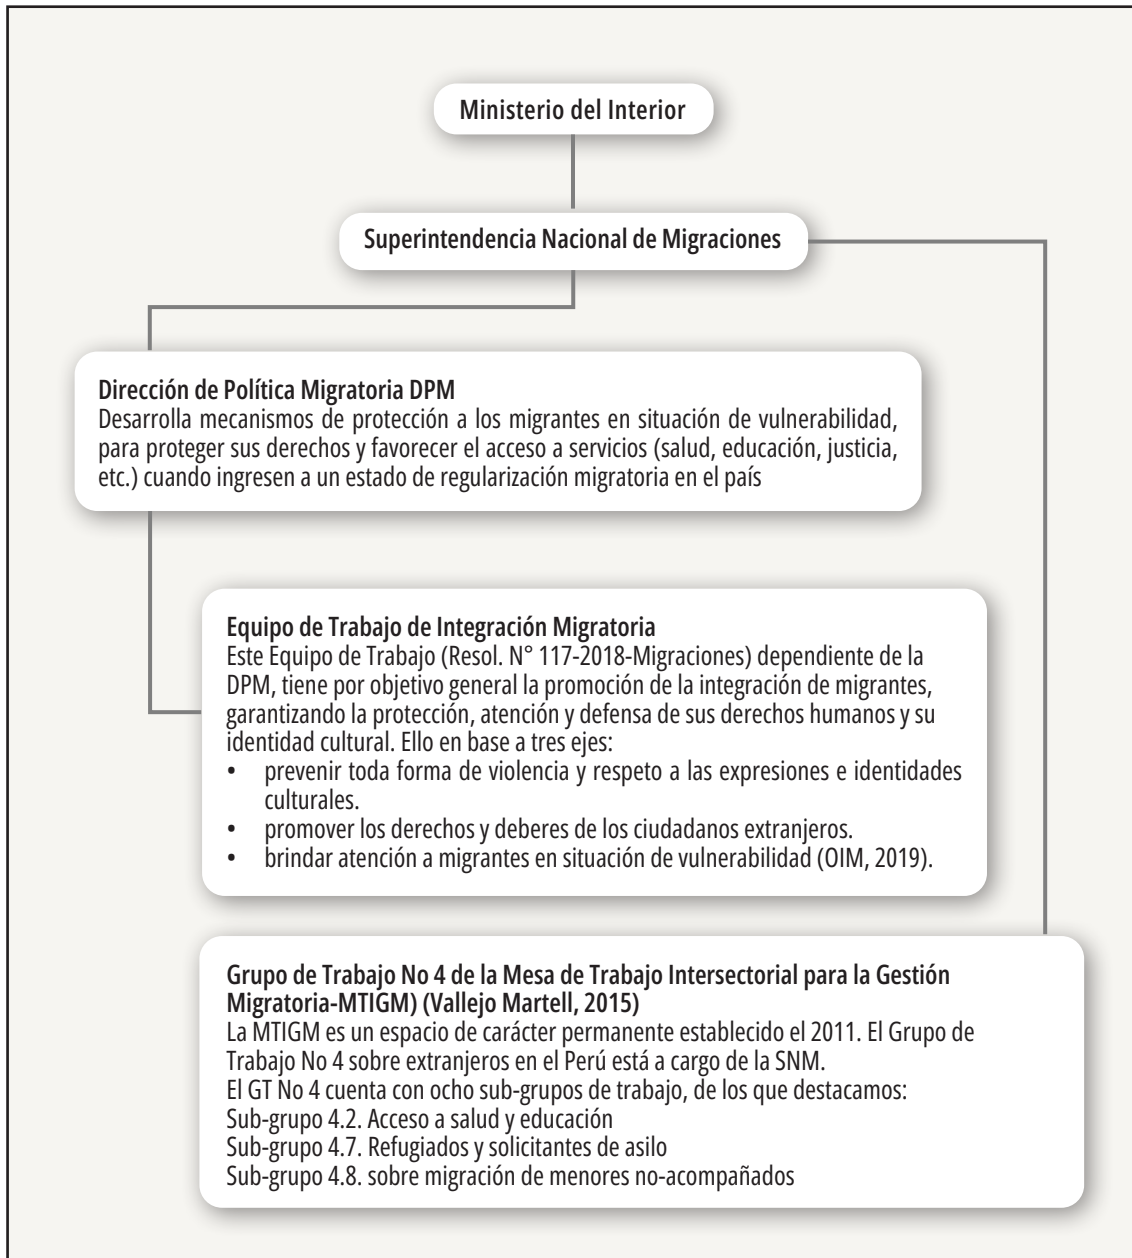 Ministerio del Interior
Superintendencia Nacional de Migraciones
Dirección de Política Migratoria DPM
Desarrolla mecanismos de protección a los migrantes en situación de vulnerabilidad,
para proteger sus derechos y favorecer el acceso a servicios (salud, educación, justicia,
etc.) cuando ingresen a un estado de regularización migratoria en el país
Equipo de Trabajo de Integración Migratoria
Este Equipo de Trabajo (Resol. N° 117-2018-Migraciones) dependiente de la
DPM, tiene por objetivo general la promoción de la integración de migrantes,
garantizando la protección, atención y defensa de sus derechos humanos y su
identidad cultural. Ello en base a tres ejes:
• prevenir toda forma de violencia y respeto a las expresiones e identidades
culturales.
• promover los derechos y deberes de los ciudadanos extranjeros.
• brindar atención a migrantes en situación de vulnerabilidad (OIM, 2019).
Grupo de Trabajo No 4 de la Mesa de Trabajo Intersectorial para la Gestión
Migratoria-MTIGM) (Vallejo Martell, 2015)
La MTIGM es un espacio de carácter permanente establecido el 2011. El Grupo de
Trabajo No 4 sobre extranjeros en el Perú está a cargo de la SNM.
El GT No 4 cuenta con ocho sub-grupos de trabajo, de los que destacamos:
Sub-grupo 4.2. Acceso a salud y educación
Sub-grupo 4.7. Refugiados y solicitantes de asilo
Sub-grupo 4.8. sobre migración de menores no-acompañados